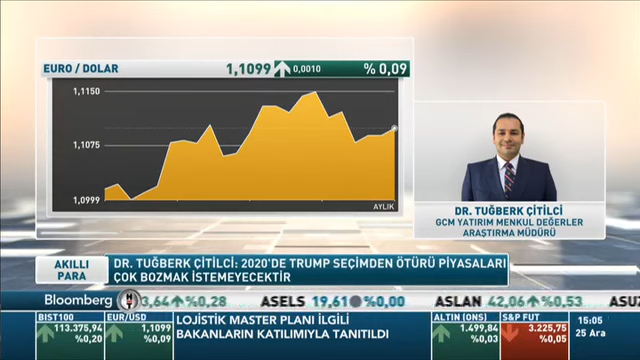 EURO / DOLAR
1,1099 0,0010 % 0,09
1,1150
1,1075
1,0999
AYLIK
DR. TUĞBERK ÇİTİLCİ
GCM YATIRIM MENKUL DEĞERLER
ARAŞTIRMA MÜDÜRÜ
AKILLI
PARA
DR. TUĞBERK ÇİTİLCİ: 2020'DE TRUMP SEÇİMDEN ÖTÜRÜ PİYASALARI
ÇOK BOZMAK İSTEMEYECEKTİR
Bloomberg HT 3,64 %0,28 ASELS 19,61 %0,00 ASLAN 42,06 %0,53 ASUZ
BIST100
113.375,94
%0,20
EUR/USD
1,1099
%0,09
LOJİSTİK MASTER PLANI İLGİLİ
BAKANLARIN KATILIMIYLA TANITILDI
ALTIN (ONS)
1.499,84
%0,03
S&P FUT
3.225,75
%0,05
15:05
25 Ara